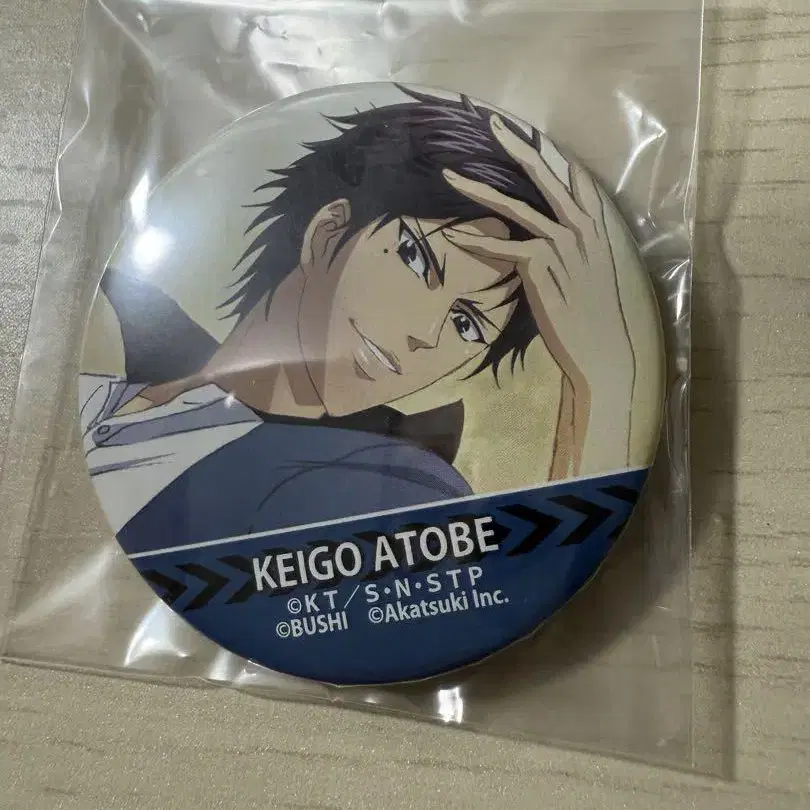 KEIGO ATOBE
©KT/S・N・STP
©BUSHI ©Akatsuki Inc.